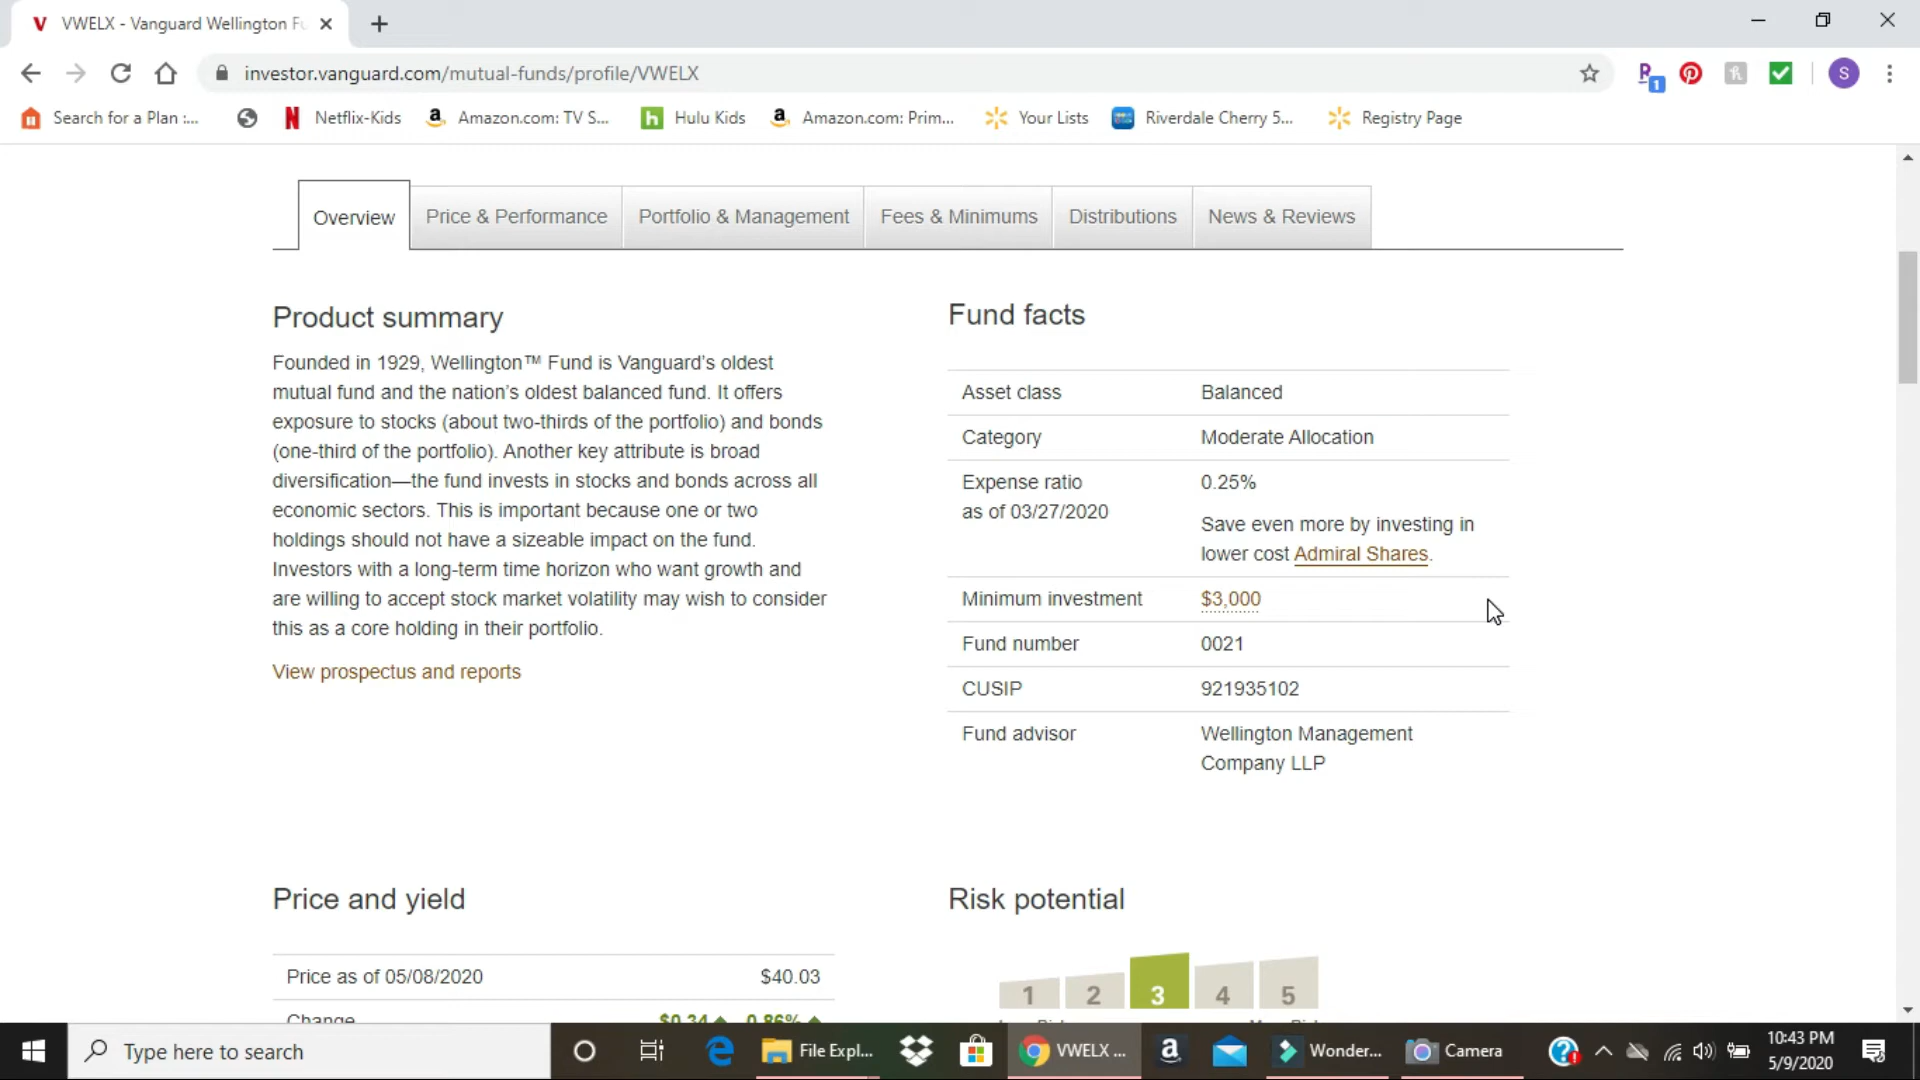 VWELX - Vanguard Wellington Fu
investor.vanguard.com/mutual-funds/profile/VWELX
1
S
Search for a Plan :...
Netflix-Kids
Amazon.com: TV S...
Hulu Kids
Amazon.com: Prim...
Your Lists
Riverdale Cherry 5...
Registry Page
Overview
Price & Performance
Portfolio & Management
Fees & Minimums
Distributions
News & Reviews
Product summary
Founded in 1929, Wellington™ Fund is Vanguard's oldest
mutual fund and the nation's oldest balanced fund. It offers
exposure to stocks (about two-thirds of the portfolio) and bonds
(one-third of the portfolio). Another key attribute is broad
diversification—the fund invests in stocks and bonds across all
economic sectors. This is important because one or two
holdings should not have a sizeable impact on the fund.
Investors with a long-term time horizon who want growth and
are willing to accept stock market volatility may wish to consider
this as a core holding in their portfolio.
View prospectus and reports
Fund facts
Asset class Balanced
Category Moderate Allocation
Expense ratio 0.25%
as of 03/27/2020
Save even more by investing in
lower cost Admiral Shares.
Minimum investment $3,000
Fund number 0021
CUSIP 921935102
Fund advisor Wellington Management
Company LLP
Price and yield
Price as of 05/08/2020 $40.03
Change $0.34 0.86%
Risk potential
1 2 3 4 5
Type here to search
File Expl...
VWELX ...
Wonder...
Camera
10:43 PM
5/9/2020